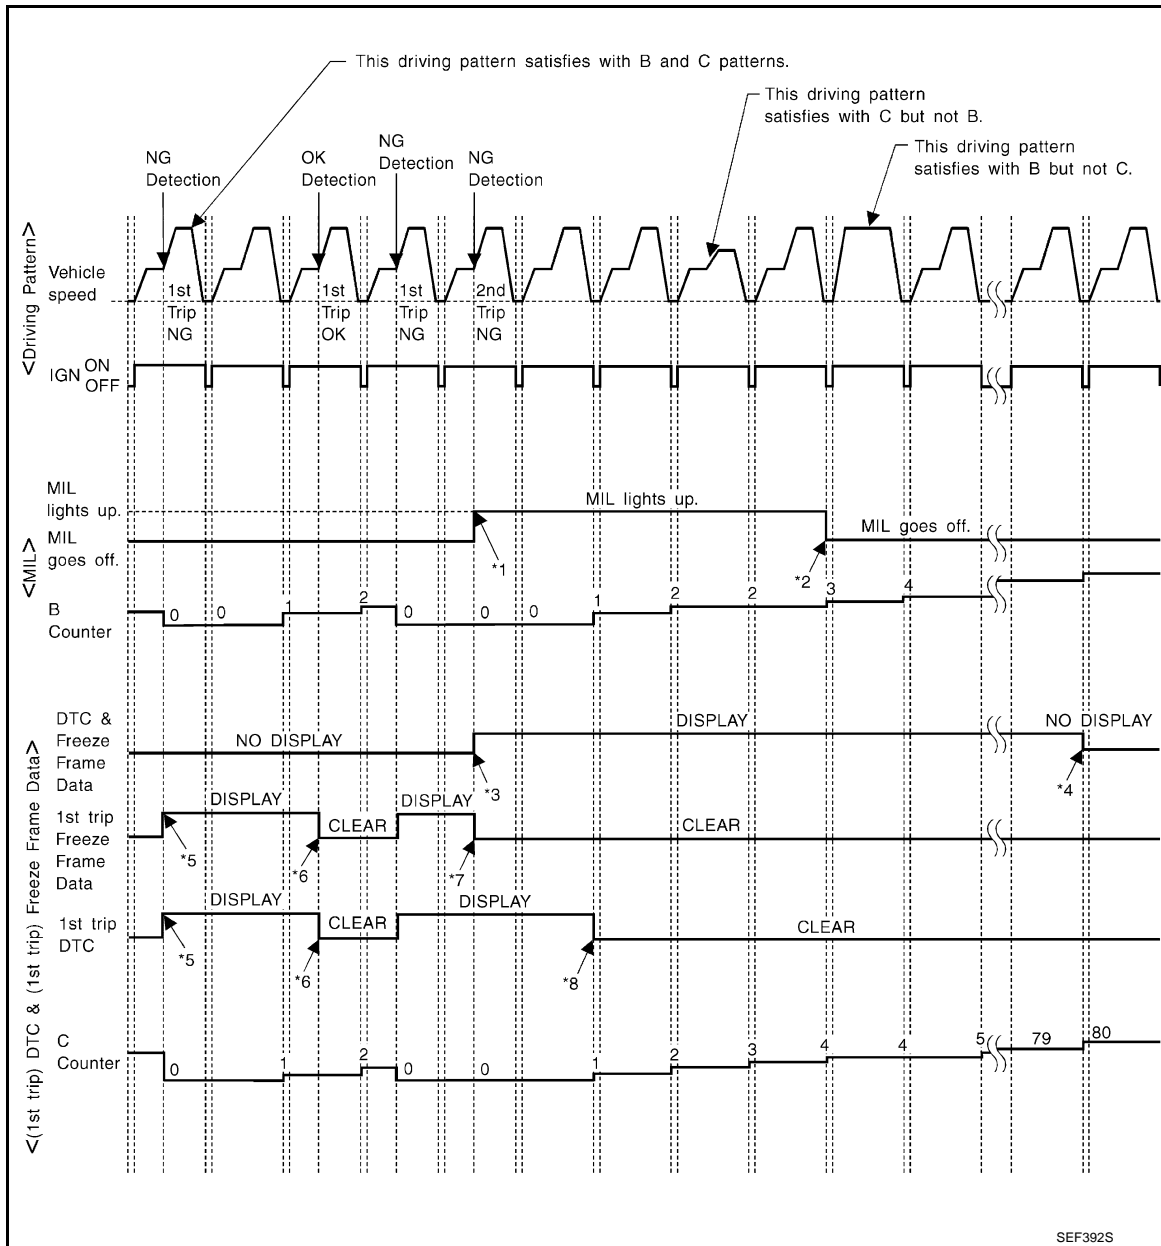 This driving pattern satisfies with B and C patterns.
This driving pattern
satisfies with C but not B.
This driving pattern
satisfies with B but not C.
NG
Detection
OK
Detection
NG
Detection
NG
Detection
<Driving Pattern>
Vehicle
speed
1st
Trip
NG
1st
Trip
OK
1st
Trip
NG
2nd
Trip
NG
IGN ON
OFF
<MIL>
MIL
lights up.
MIL
goes off.
MIL lights up.
MIL goes off.
*1
*2
B
Counter
0 0 1 2 0 0 0 1 2 2 3 4
<(1st trip) DTC & (1st trip) Freeze Frame Data>
DTC &
Freeze
Frame
Data
NO DISPLAY
DISPLAY
NO DISPLAY
*3
*4
1st trip
Freeze
Frame
Data
DISPLAY
CLEAR
DISPLAY
CLEAR
*5
*6
*7
1st trip
DTC
DISPLAY
CLEAR
DISPLAY
CLEAR
*5
*6
*8
C
Counter
0 1 2 0 0 1 2 3 4 4 5 79 80
SEF392S